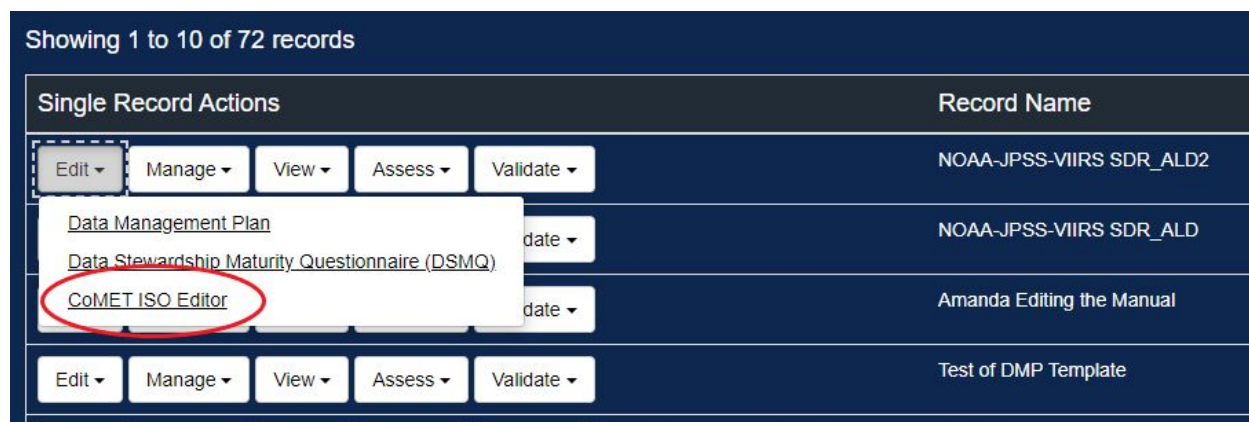 Showing 1 to 10 of 72 records
Single Record Actions Record Name
Edit Manage View Assess Validate NOAA-JPSS-VIIRS SDR_ALD2
Data Management Plan
date NOAA-JPSS-VIIRS SDR_ALD
Data Stewardship Maturity Questionnaire (DSMQ)
CoMET ISO Editor Amanda Editing the Manual
date
Edit Manage View Assess Validate Test of DMP Template